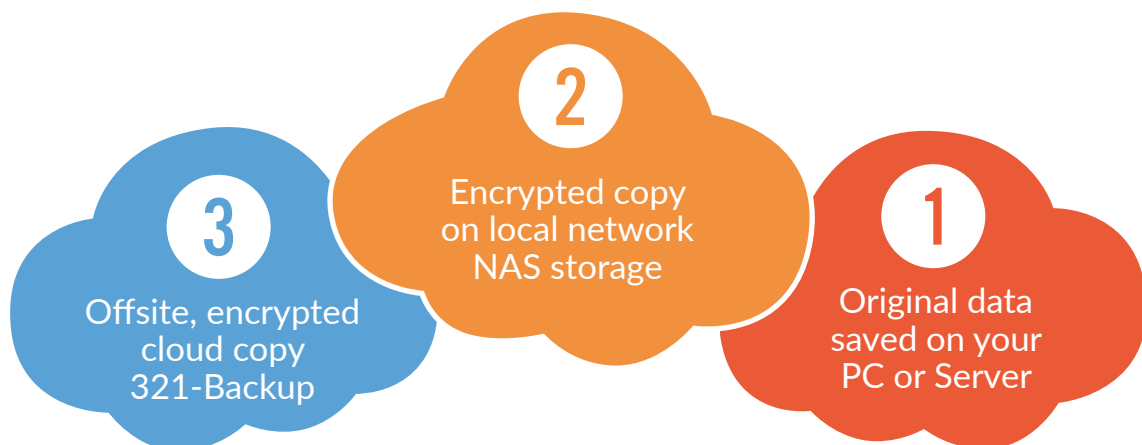 3
Offsite, encrypted
cloud copy
321-Backup
2
Encrypted copy
on local network
NAS storage
1
Original data
saved on your
PC or Server